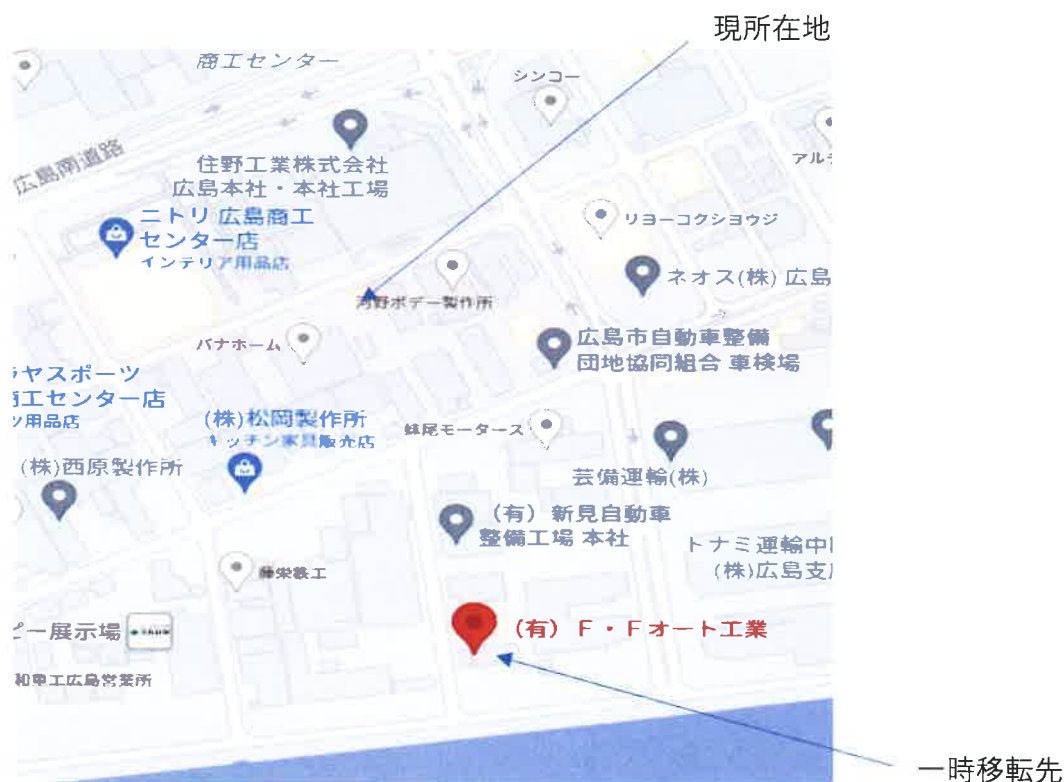 現所在地
商工センター
シンコー
広島南道路
住野工業株式会社
広島本社・本社工場
アルラ
ニトリ 広島商工
センター店
インテリア用品店
リヨーコクショウジ
ネオス(株) 広島
河野ボデー製作所
パナホーム
広島市自動車整備
団地協同組合 車検場
ヤスポーツ
商工センター店
ツ用品店
(株)松岡製作所
キッチン家具販売店
妹尾モータース
(株)西原製作所
芸備運輸(株)
(有) 新見自動車
整備工場 本社
トナミ運輸中
(株)広島支
藤栄鉄工
ピー展示場
(有) F・Fオート工業
和車工広島営業所
一時移転先